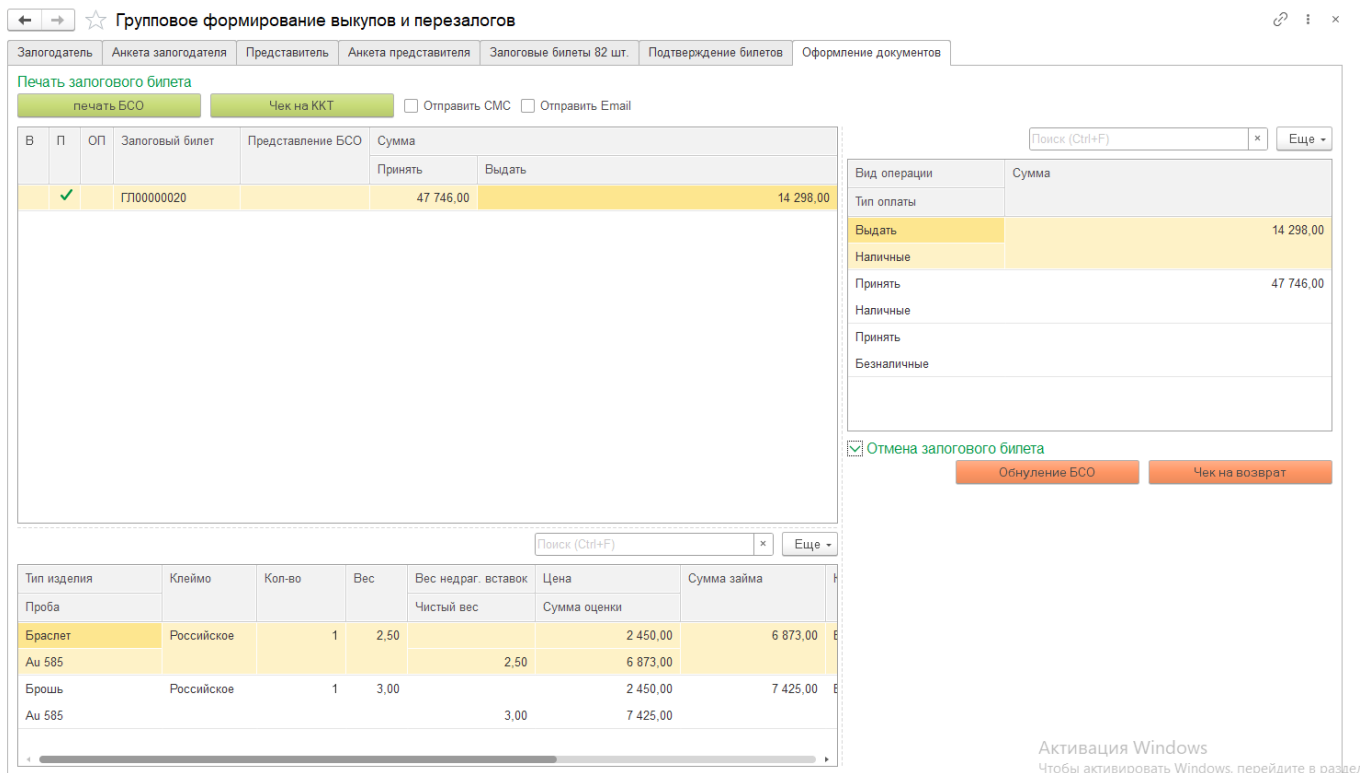 Групповое формирование выкупов и перезалогов
Залогодатель Анкета залогодателя Представитель Анкета представителя Залоговые билеты 82 шт. Подтверждение билетов Оформление документов
Печать залогового билета
печать БСО Чек на ККТ Отправить СМС Отправить Email
В П ОП Залоговый билет Представление БСО Сумма
Принять Выдать
ГЛ00000020 47 746,00 14 298,00
Поиск (Ctrl+F) × Еще
Вид операции Сумма
Тип оплаты
Выдать 14 298,00
Наличные
Принять 47 746,00
Наличные
Принять
Безналичные
Отмена залогового билета
Обнуление БСО Чек на возврат
Поиск (Ctrl+F) × Еще
Тип изделия Клеймо Кол-во Вес Вес недраг. вставок Цена Сумма займа
Проба Чистый вес Сумма оценки
Браслет Российское 1 2,50 2 450,00 6 873,00
Au 585 2,50 6 873,00
Брошь Российское 1 3,00 2 450,00 7 425,00
Au 585 3,00 7 425,00
Активация Windows
Чтобы активировать Windows, перейдите в раздел